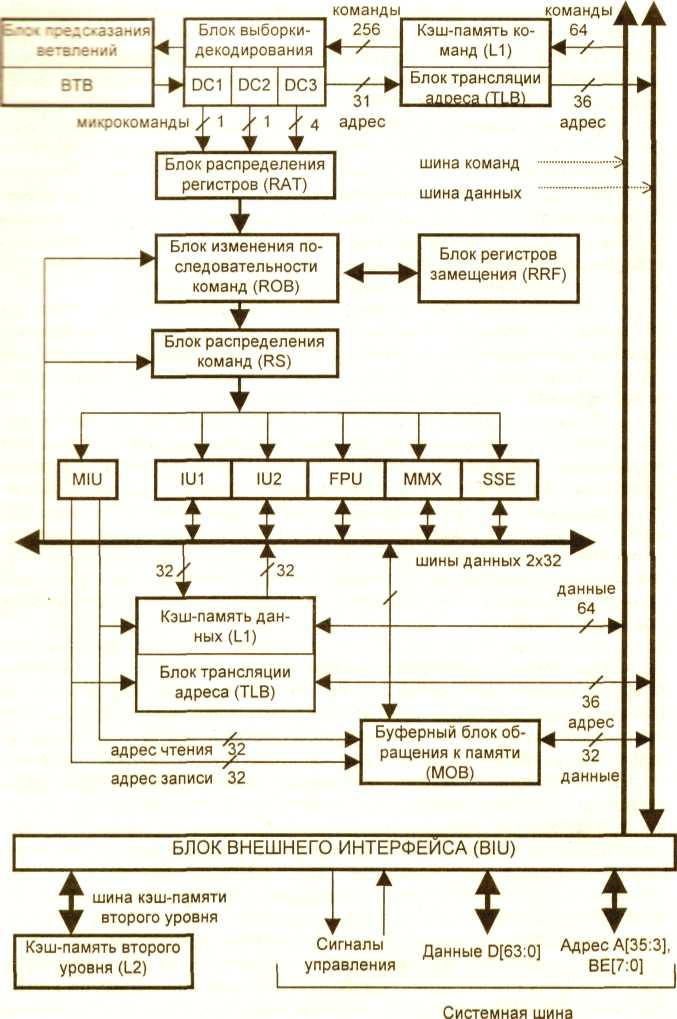 Блок предсказания
ветвлений
BTB
Блок выборки-
декодирования
DC1 DC2 DC3
команды
256
Кэш-память ко-
манд (L1)
Блок трансляции
адреса (TLB)
команды
64
31
адрес
36
адрес
микрокоманды 1 1 4
Блок распределения
регистров (RAT)
шина команд
шина данных
Блок изменения по-
следовательности
команд (ROB)
Блок регистров
замещения (RRF)
Блок распределения
команд (RS)
MIU IU1 IU2 FPU MMX SSE
шины данных 2x32
32 32
Кэш-память дан-
ных (L1)
Блок трансляции
адреса (TLB)
данные
64
36
адрес
Буферный блок об-
ращения к памяти
(MOB)
32
данные
адрес чтения 32
адрес записи 32
БЛОК ВНЕШНЕГО ИНТЕРФЕЙСА (BIU)
шина кэш-памяти
второго уровня
Кэш-память второго
уровня (L2)
Сигналы
управления
Данные D[63:0]
Адрес A[35:3],
BE[7:0]
Системная шина